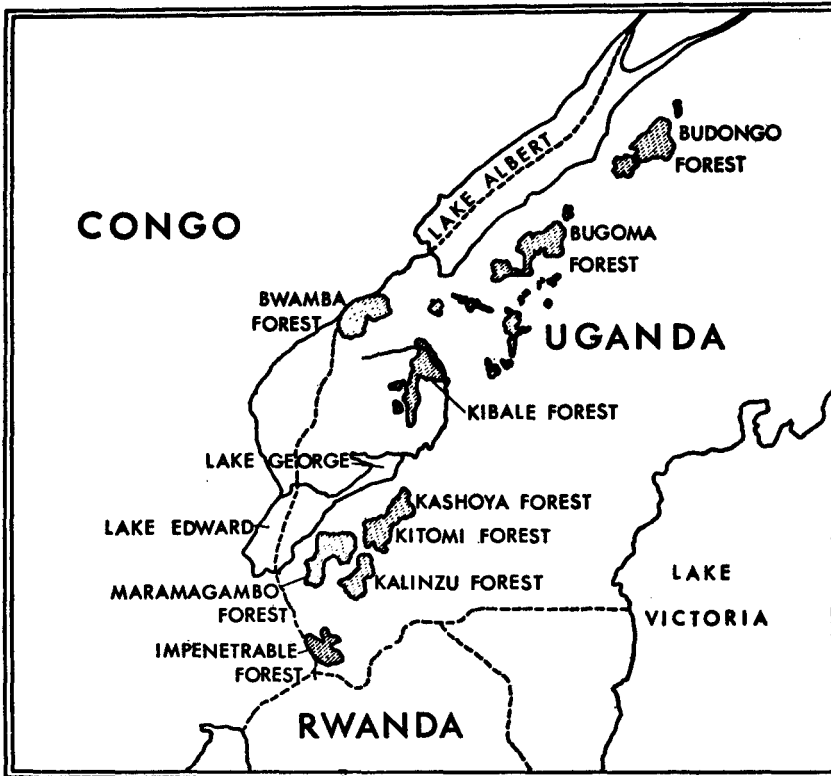 BUDONGO
FOREST
LAKE ALBERT
CONGO
BUGOMA
FOREST
BWAMBA
FOREST
UGANDA
KIBALE FOREST
LAKE GEORGE
KASHOYA FOREST
LAKE EDWARD
KITOMI FOREST
MARAMAGAMBO
FOREST
KALINZU FOREST
LAKE
VICTORIA
IMPENETRABLE
FOREST
RWANDA